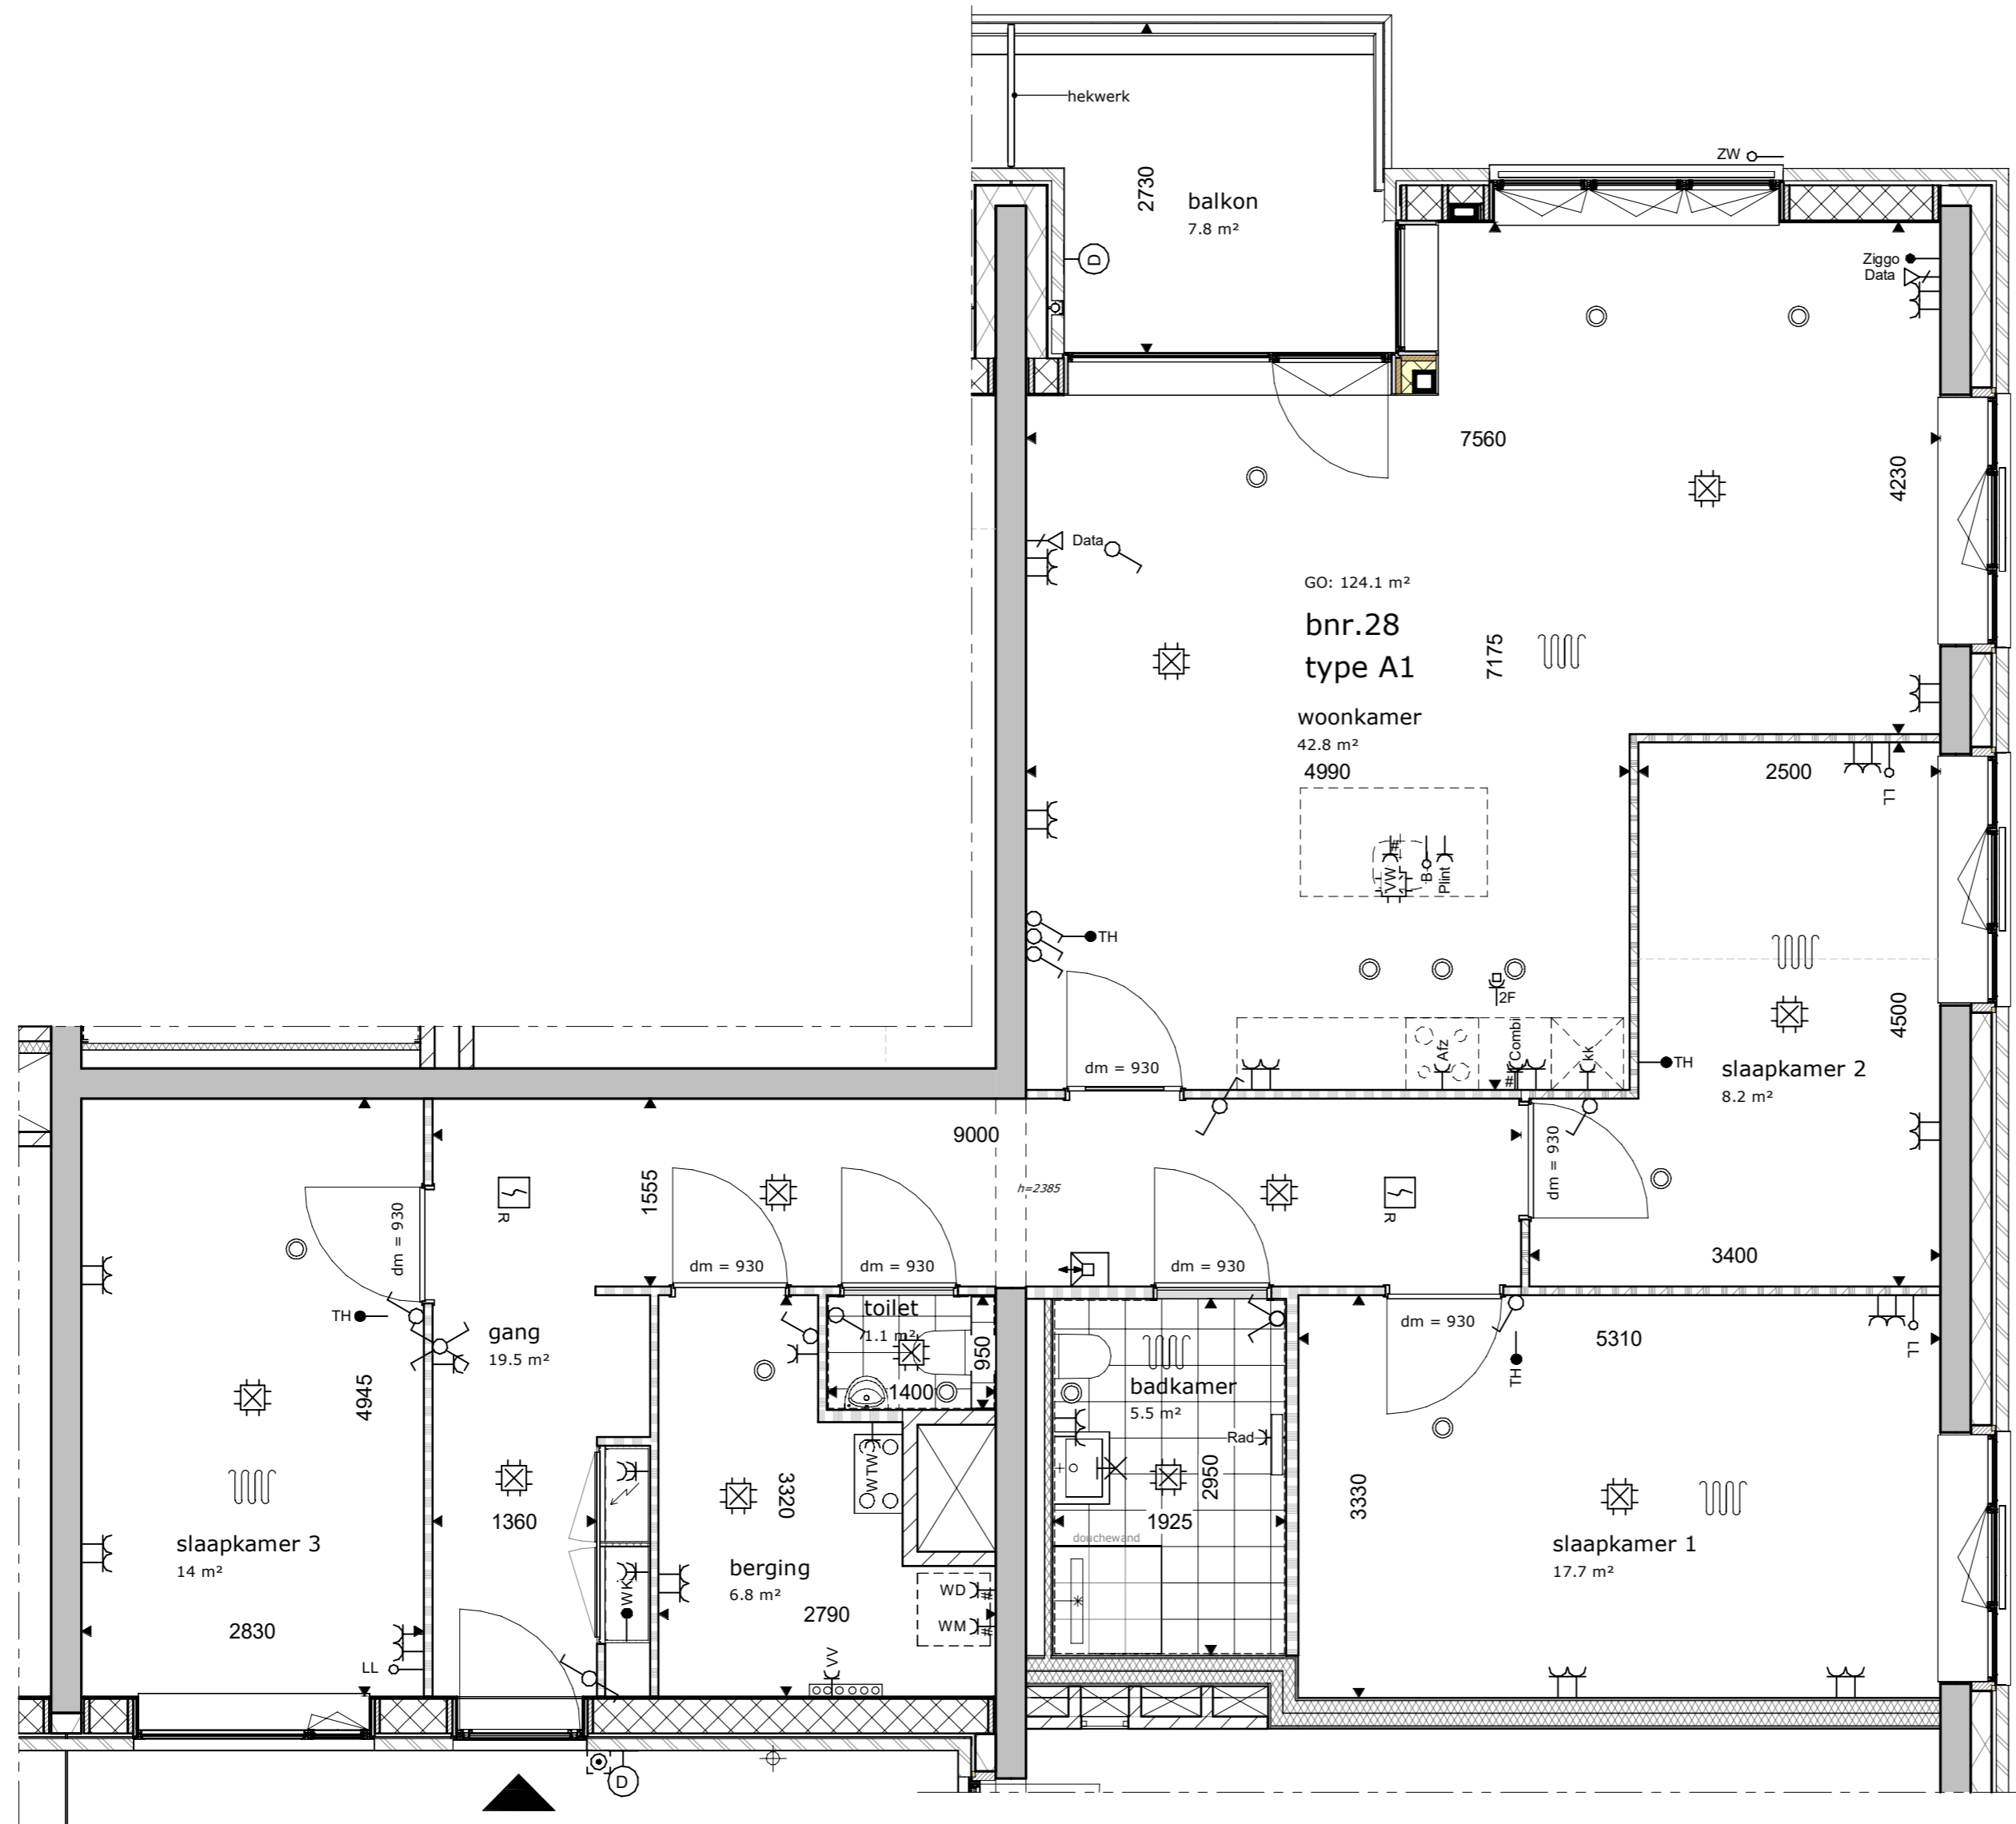 hekwerk
ZW
2730
balkon
7.8 m²
D
Ziggo
Data
7560
4230
Data
GO: 124.1 m²
bnr.28
type A1
7175
woonkamer
42.8 m²
4990
2500
LL
#
VW
B
Plint
TH
2F
4500
Afz
#
Combi
kk
dm = 930
TH
slaapkamer 2
8.2 m²
9000
dm = 930
1555
h=2385
R
R
dm = 930
dm = 930
dm = 930
dm = 930
3400
TH
toilet
1.1 m²
gang
19.5 m²
950
1400
dm = 930
5310
LL
TH
4945
badkamer
5.5 m²
Rad
WTW
3320
2950
3330
1360
1925
douchewand
slaapkamer 3
14 m²
slaapkamer 1
17.7 m²
berging
6.8 m²
WK
WD
#
WM
#
2790
2830
LL
VV
D